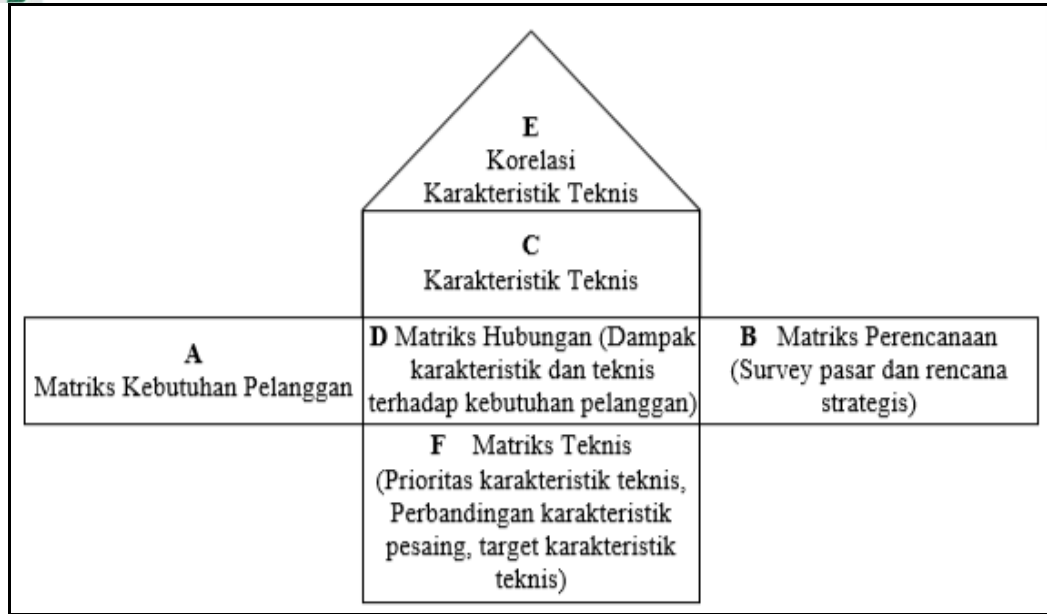 E
Korelasi
Karakteristik Teknis
C
Karakteristik Teknis
A
Matriks Kebutuhan Pelanggan
D Matriks Hubungan (Dampak
karakteristik dan teknis
terhadap kebutuhan pelanggan)
B Matriks Perencanaan
(Survey pasar dan rencana
strategis)
F Matriks Teknis
(Prioritas karakteristik teknis,
Perbandingan karakteristik
pesaing, target karakteristik
teknis)